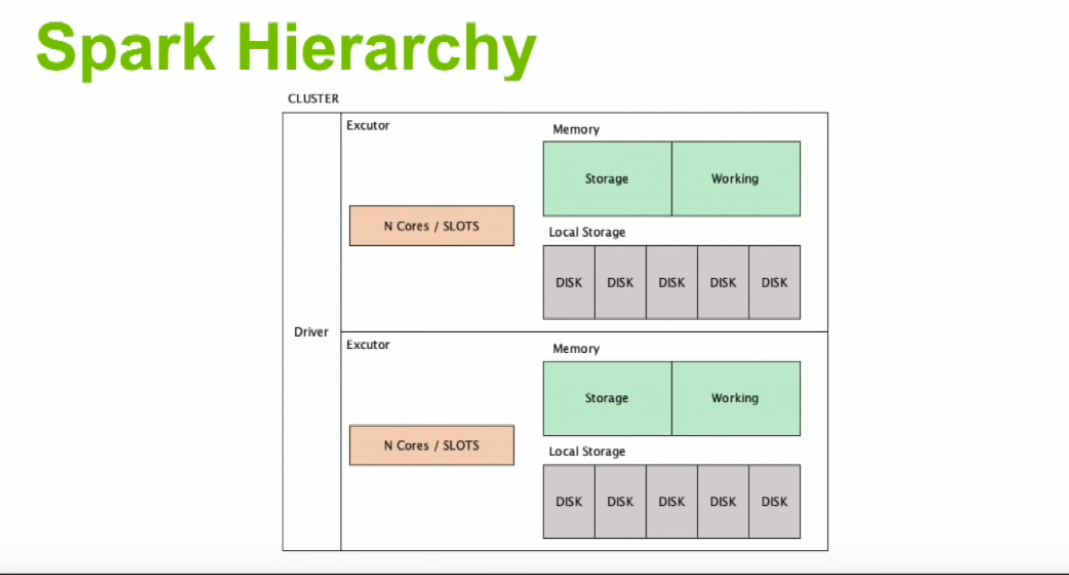 Spark Hierarchy
CLUSTER
Driver
Excutor
N Cores / SLOTS
Memory
Storage Working
Local Storage
DISK DISK DISK DISK DISK
Excutor
N Cores / SLOTS
Memory
Storage Working
Local Storage
DISK DISK DISK DISK DISK